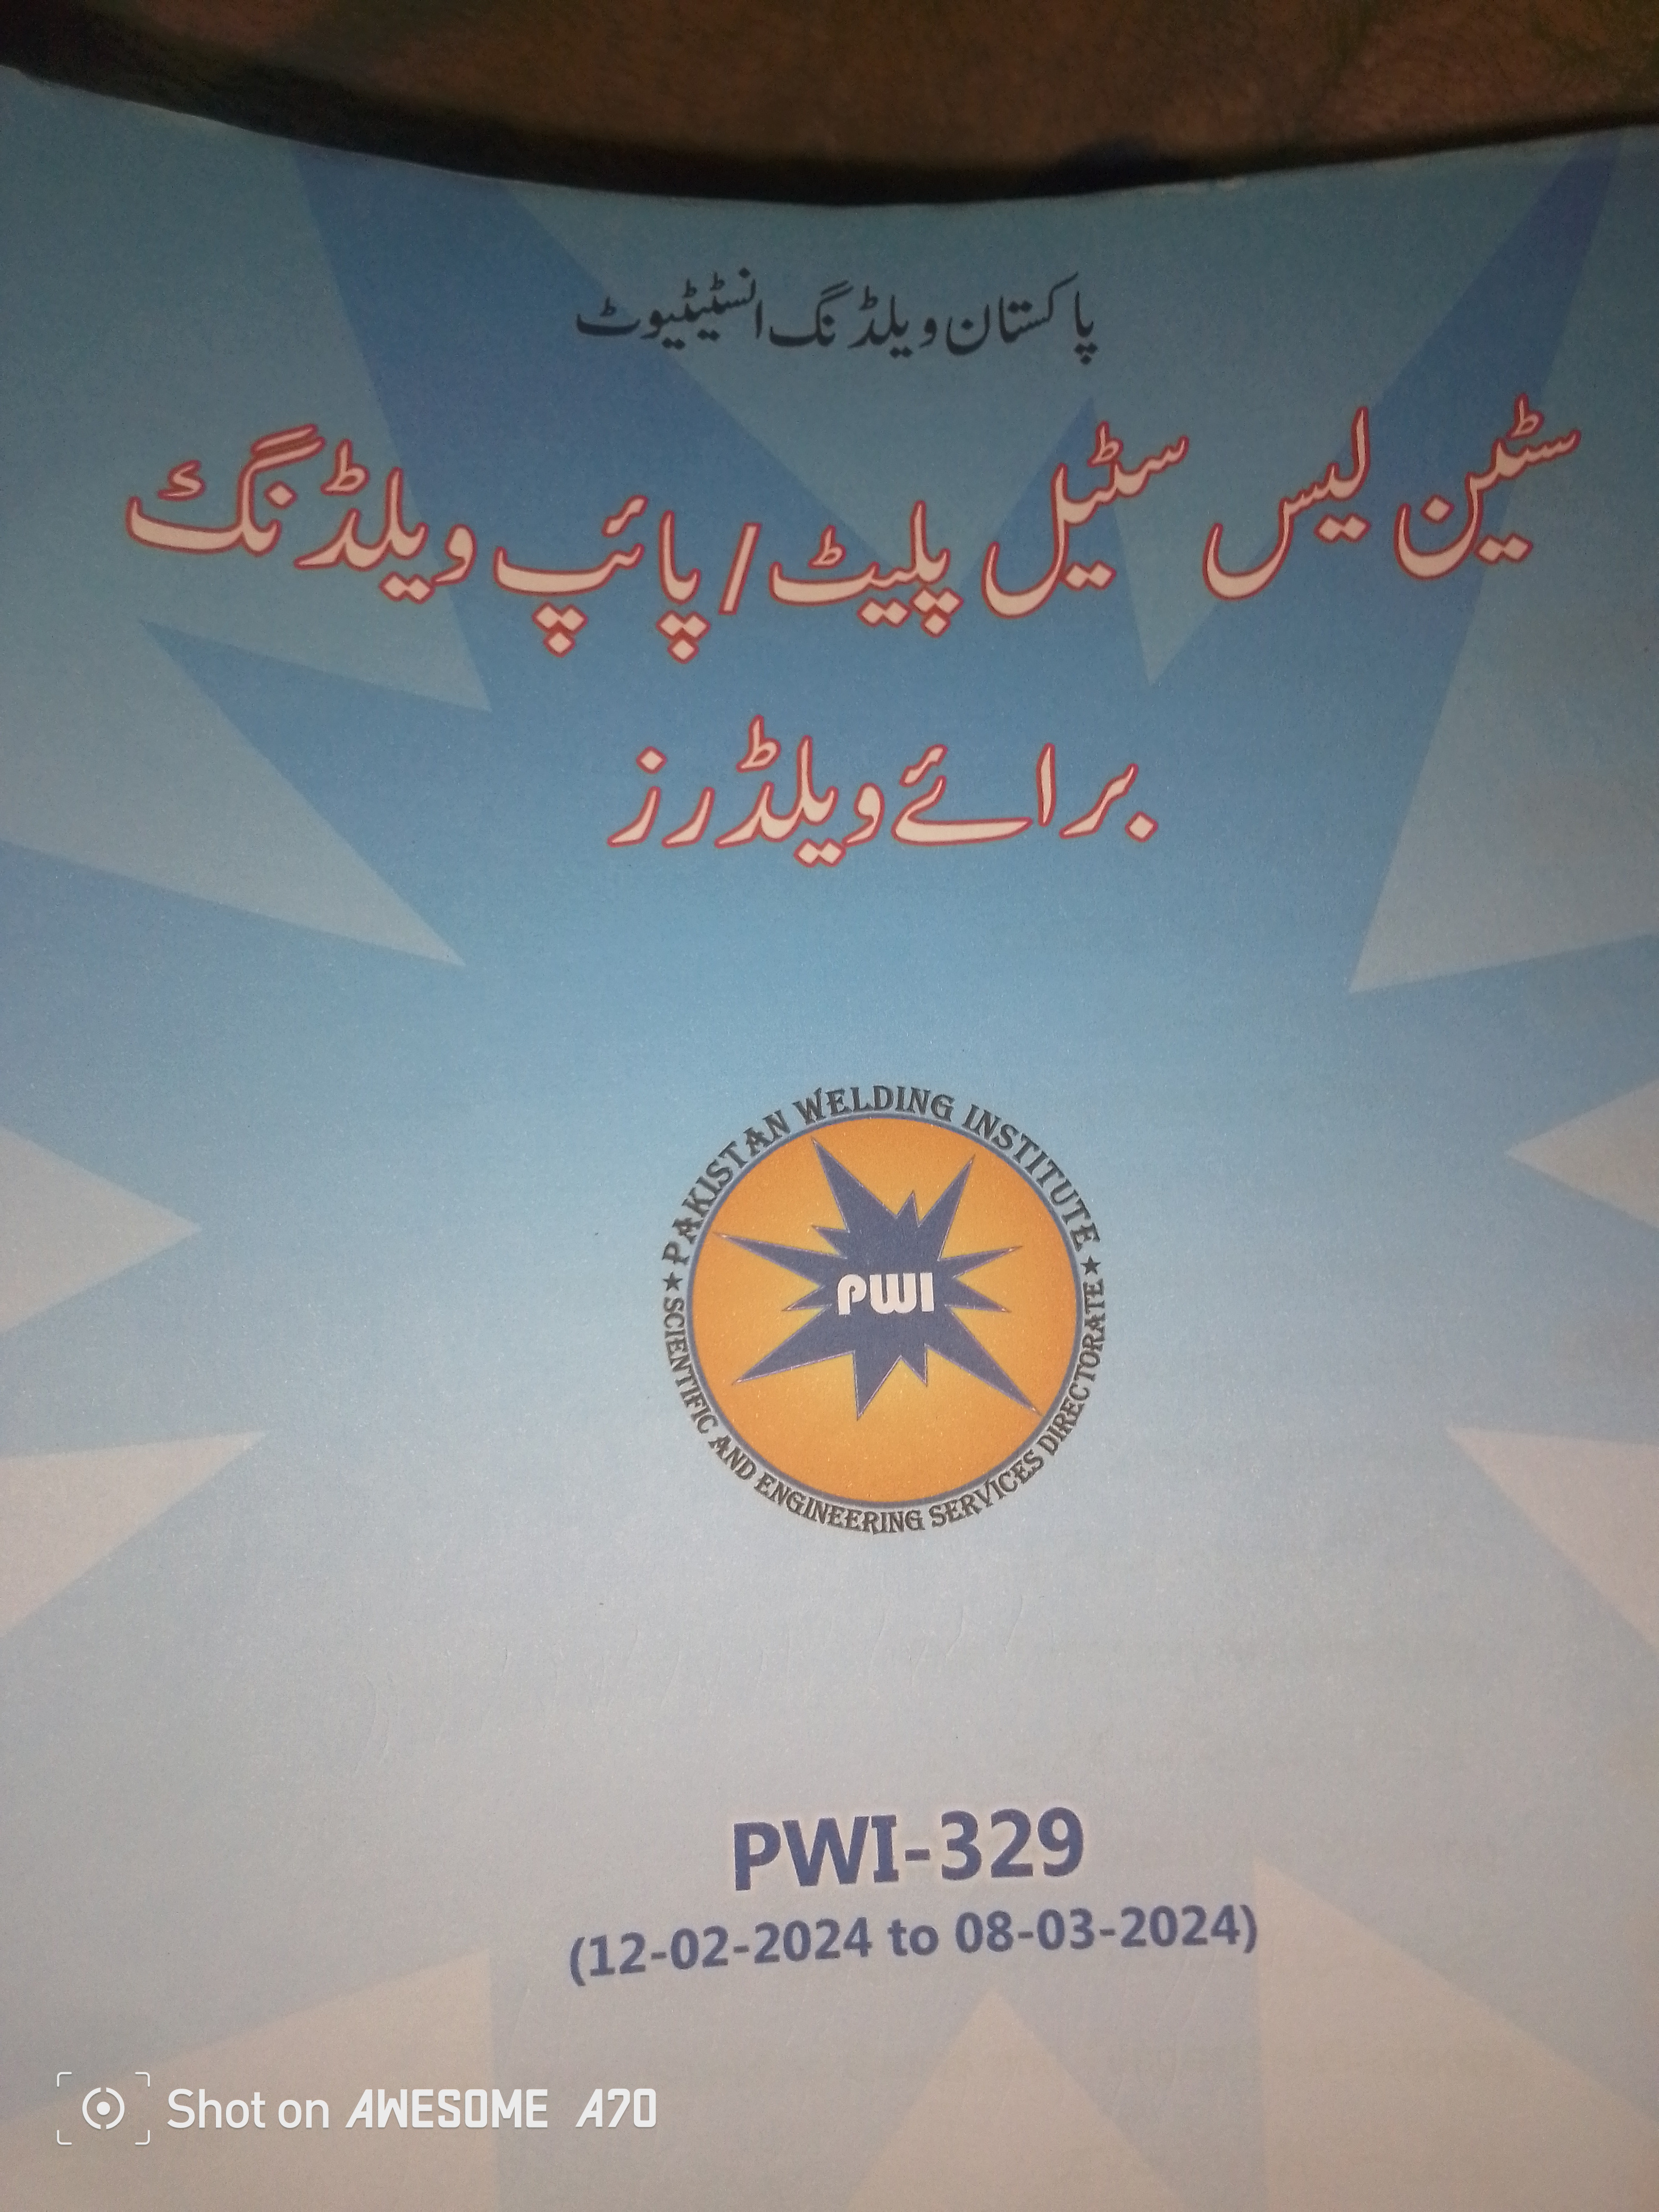 پاکستان ویلڈنگ انسٹیٹیوٹ
سٹین لیس سٹیل پلیٹ/پائپ ویلڈنگ
برائے ویلڈرز
PAKISTAN WELDING INSTITUTE
PWI
★ SCIENTIFIC AND ENGINEERING SERVICES DIRECTORATE ★
PWI-329
(12-02-2024 to 08-03-2024)
Shot on AWESOME A70